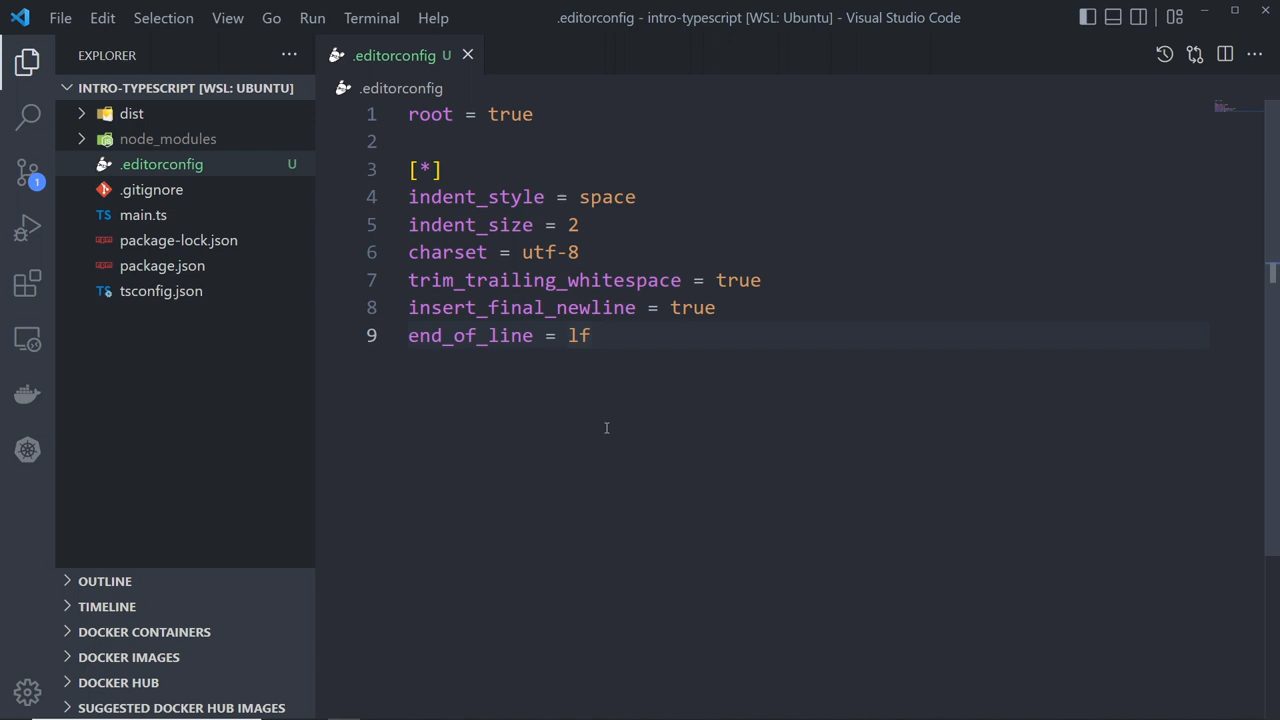 File Edit Selection View Go Run Terminal Help
.editorconfig - intro-typescript [WSL: Ubuntu] - Visual Studio Code
EXPLORER
INTRO-TYPESCRIPT [WSL: UBUNTU]
dist
node_modules
.editorconfig U
.gitignore
TS main.ts
package-lock.json
package.json
TS tsconfig.json
OUTLINE
TIMELINE
DOCKER CONTAINERS
DOCKER IMAGES
DOCKER HUB
SUGGESTED DOCKER HUB IMAGES
1
.editorconfig U
.editorconfig
1 root = true
2
3 [*]
4 indent_style = space
5 indent_size = 2
6 charset = utf-8
7 trim_trailing_whitespace = true
8 insert_final_newline = true
9 end_of_line = lf